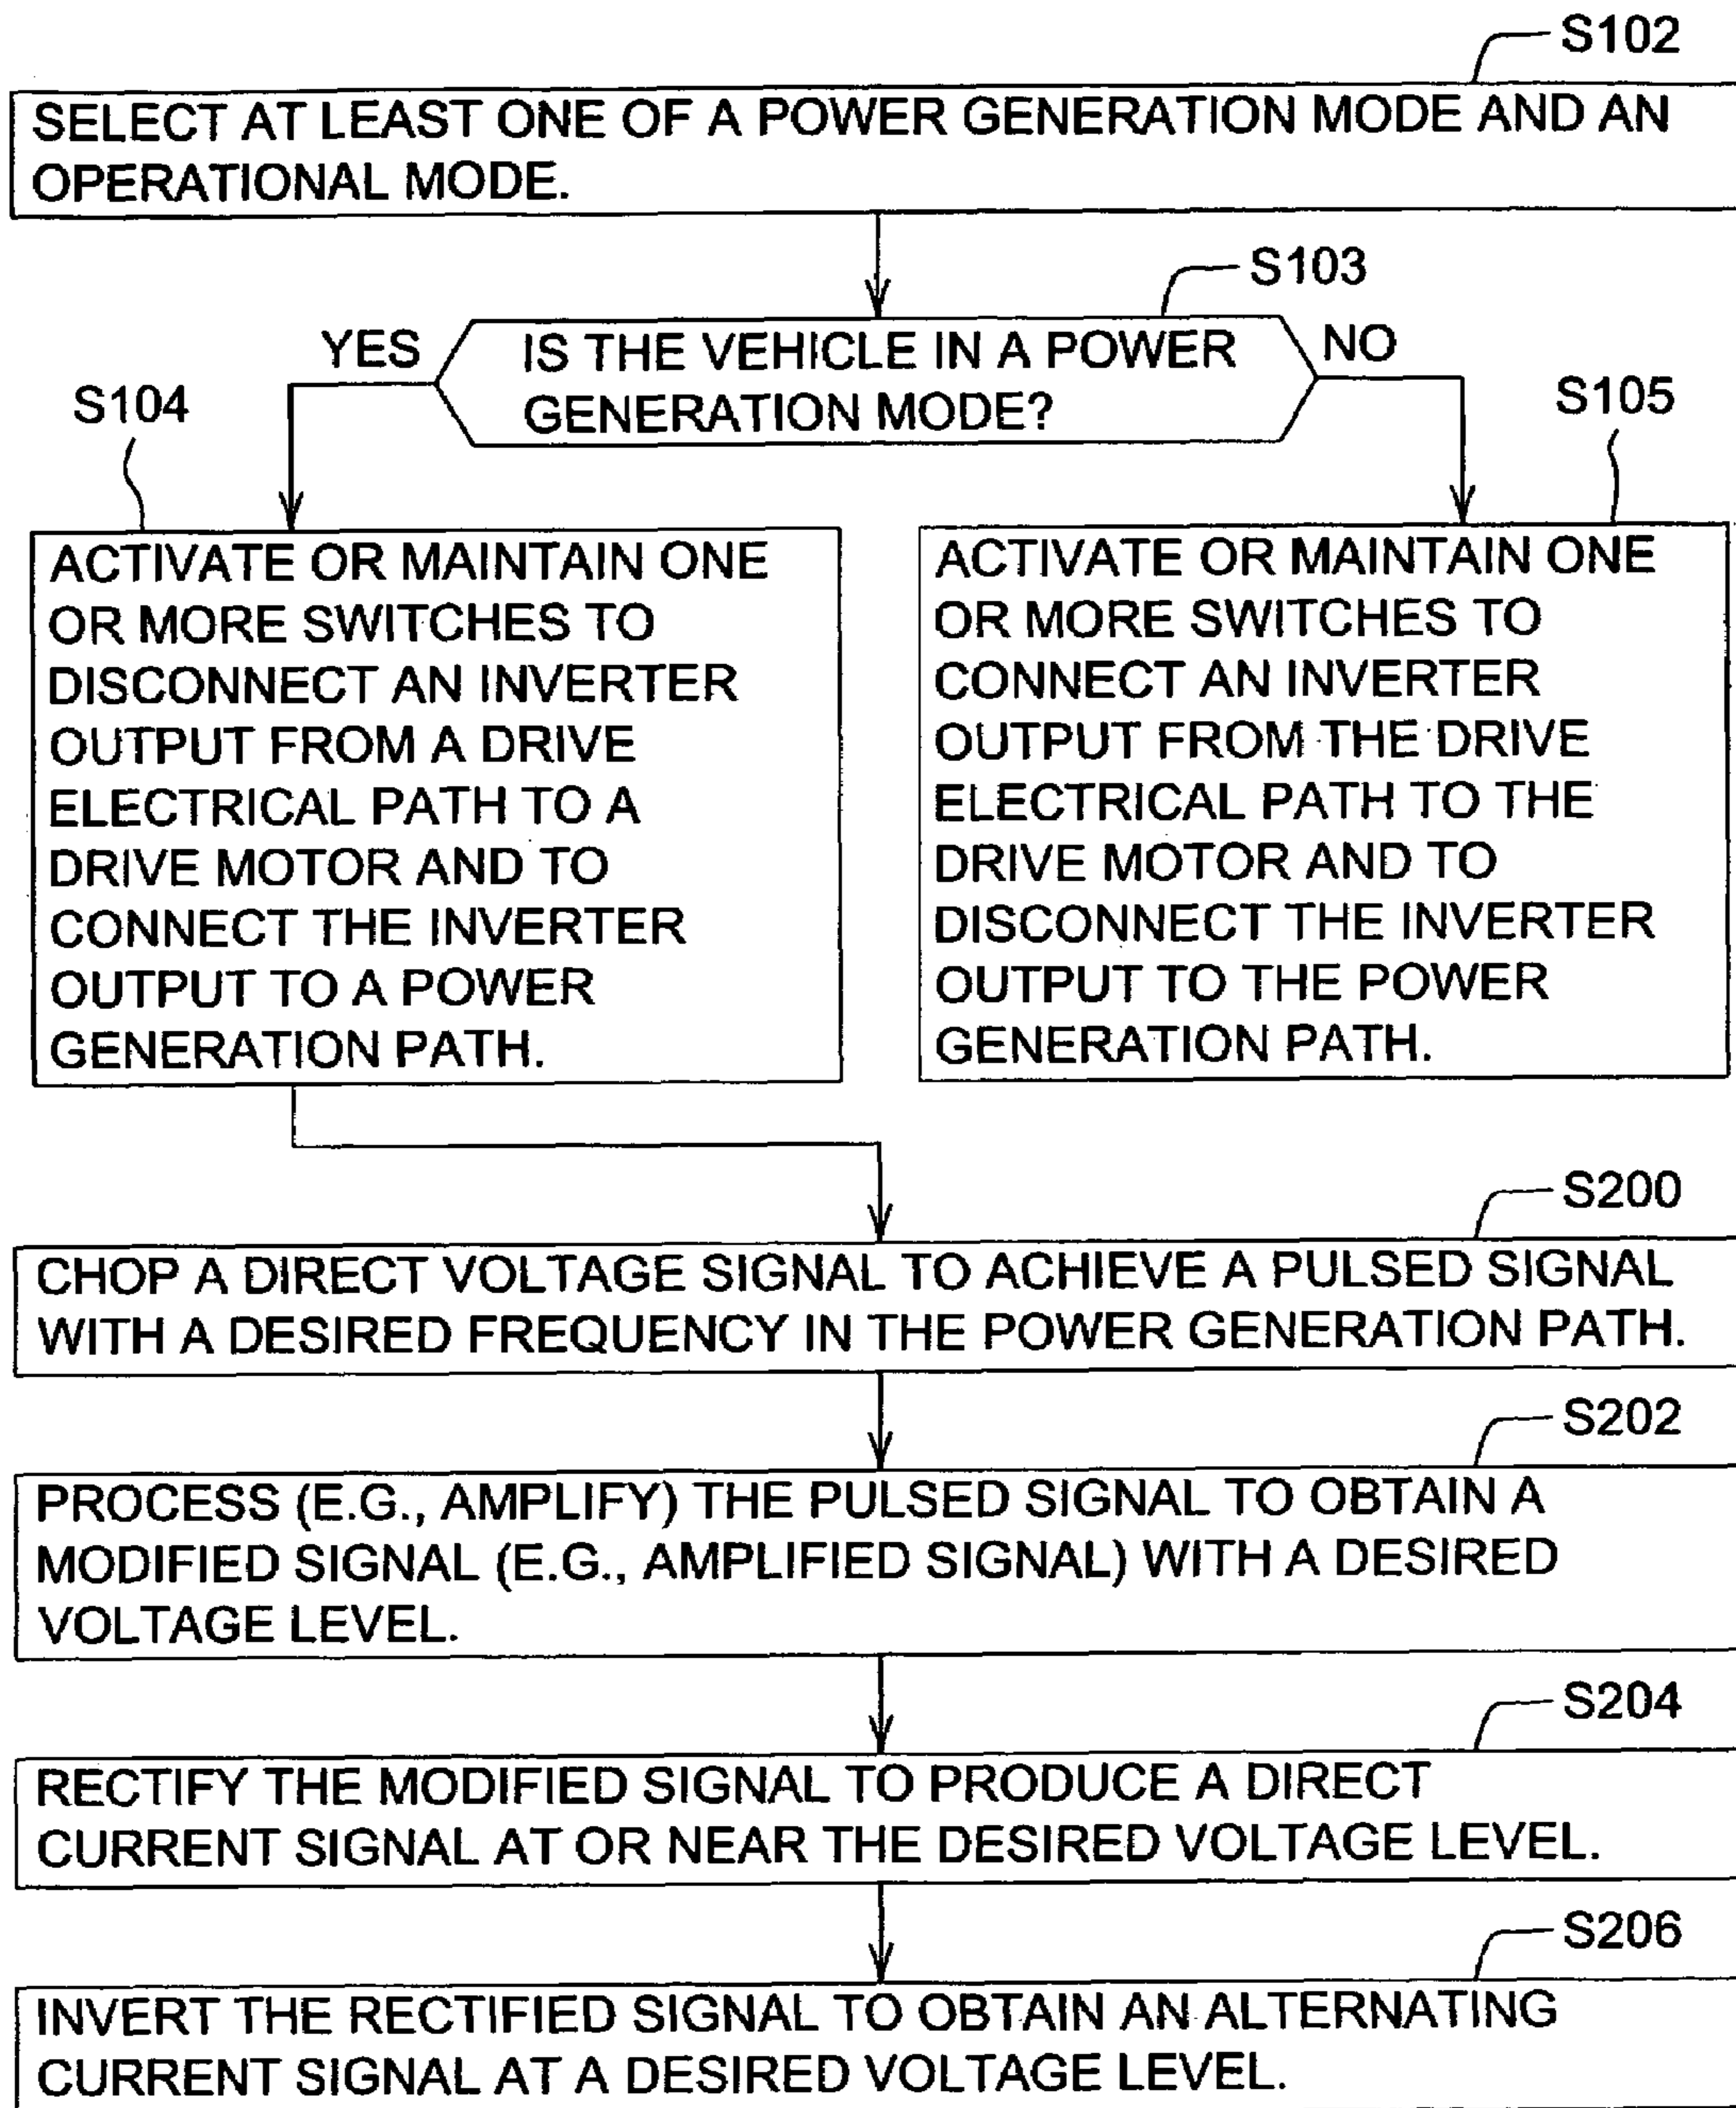 S102
SELECT AT LEAST ONE OF A POWER GENERATION MODE AND AN
OPERATIONAL MODE.
S103
YES
IS THE VEHICLE IN A POWER
GENERATION MODE?
NO
S104
S105
ACTIVATE OR MAINTAIN ONE
OR MORE SWITCHES TO
DISCONNECT AN INVERTER
OUTPUT FROM A DRIVE
ELECTRICAL PATH TO A
DRIVE MOTOR AND TO
CONNECT THE INVERTER
OUTPUT TO A POWER
GENERATION PATH.
ACTIVATE OR MAINTAIN ONE
OR MORE SWITCHES TO
CONNECT AN INVERTER
OUTPUT FROM THE DRIVE
ELECTRICAL PATH TO THE
DRIVE MOTOR AND TO
DISCONNECT THE INVERTER
OUTPUT TO THE POWER
GENERATION PATH.
S200
CHOP A DIRECT VOLTAGE SIGNAL TO ACHIEVE A PULSED SIGNAL
WITH A DESIRED FREQUENCY IN THE POWER GENERATION PATH.
S202
PROCESS (E.G., AMPLIFY) THE PULSED SIGNAL TO OBTAIN A
MODIFIED SIGNAL (E.G., AMPLIFIED SIGNAL) WITH A DESIRED
VOLTAGE LEVEL.
S204
RECTIFY THE MODIFIED SIGNAL TO PRODUCE A DIRECT
CURRENT SIGNAL AT OR NEAR THE DESIRED VOLTAGE LEVEL.
S206
INVERT THE RECTIFIED SIGNAL TO OBTAIN AN ALTERNATING
CURRENT SIGNAL AT A DESIRED VOLTAGE LEVEL.